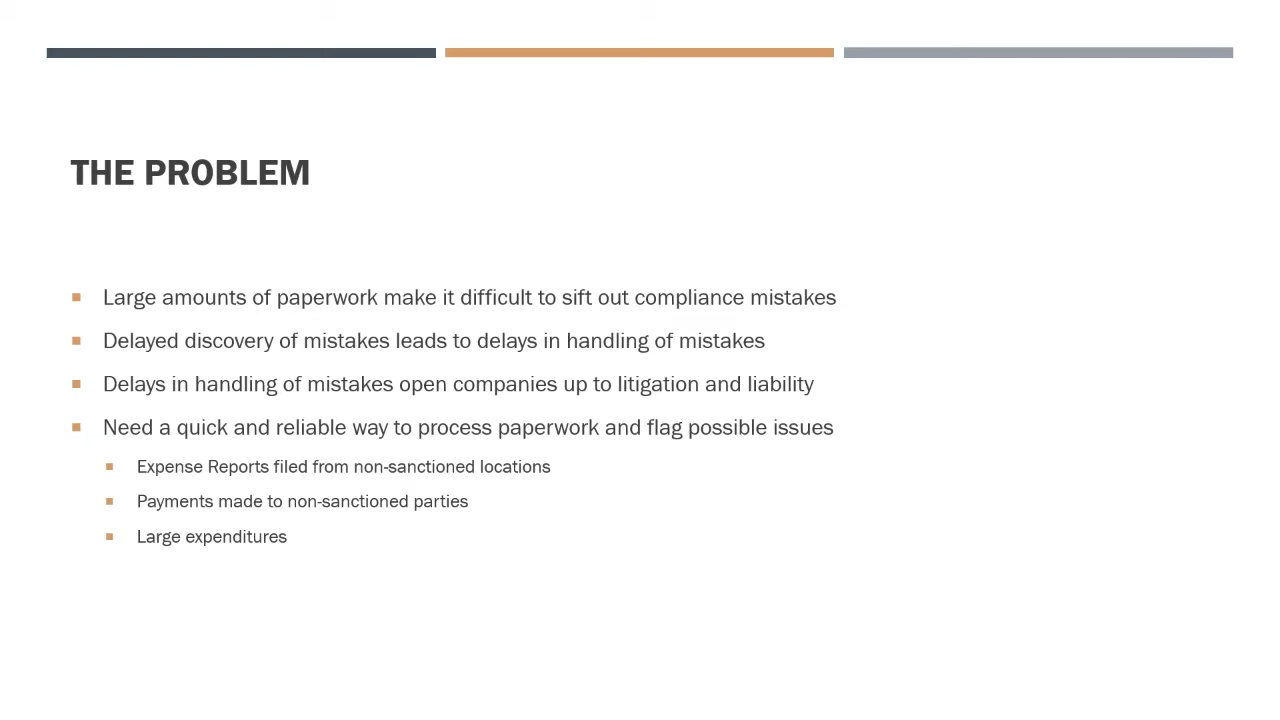 THE PROBLEM
Large amounts of paperwork make it difficult to sift out compliance mistakes
Delayed discovery of mistakes leads to delays in handling of mistakes
Delays in handling of mistakes open companies up to litigation and liability
Need a quick and reliable way to process paperwork and flag possible issues
Expense Reports filed from non-sanctioned locations
Payments made to non-sanctioned parties
Large expenditures